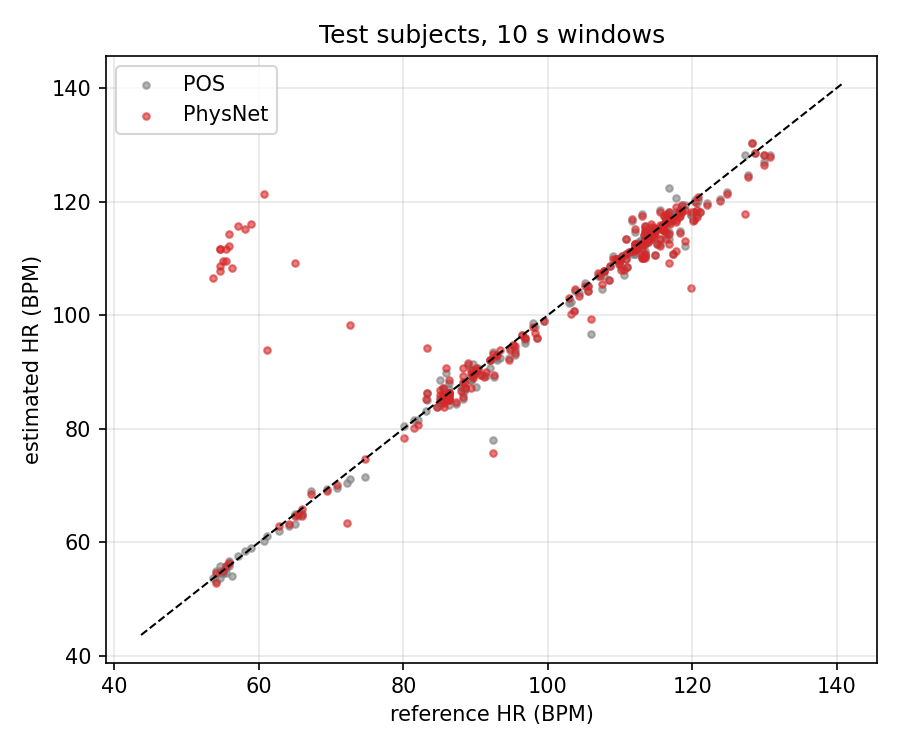 Test subjects, 10 s windows
POS
PhysNet
estimated HR (BPM)
140
120
100
80
60
40
40 60 80 100 120 140
reference HR (BPM)